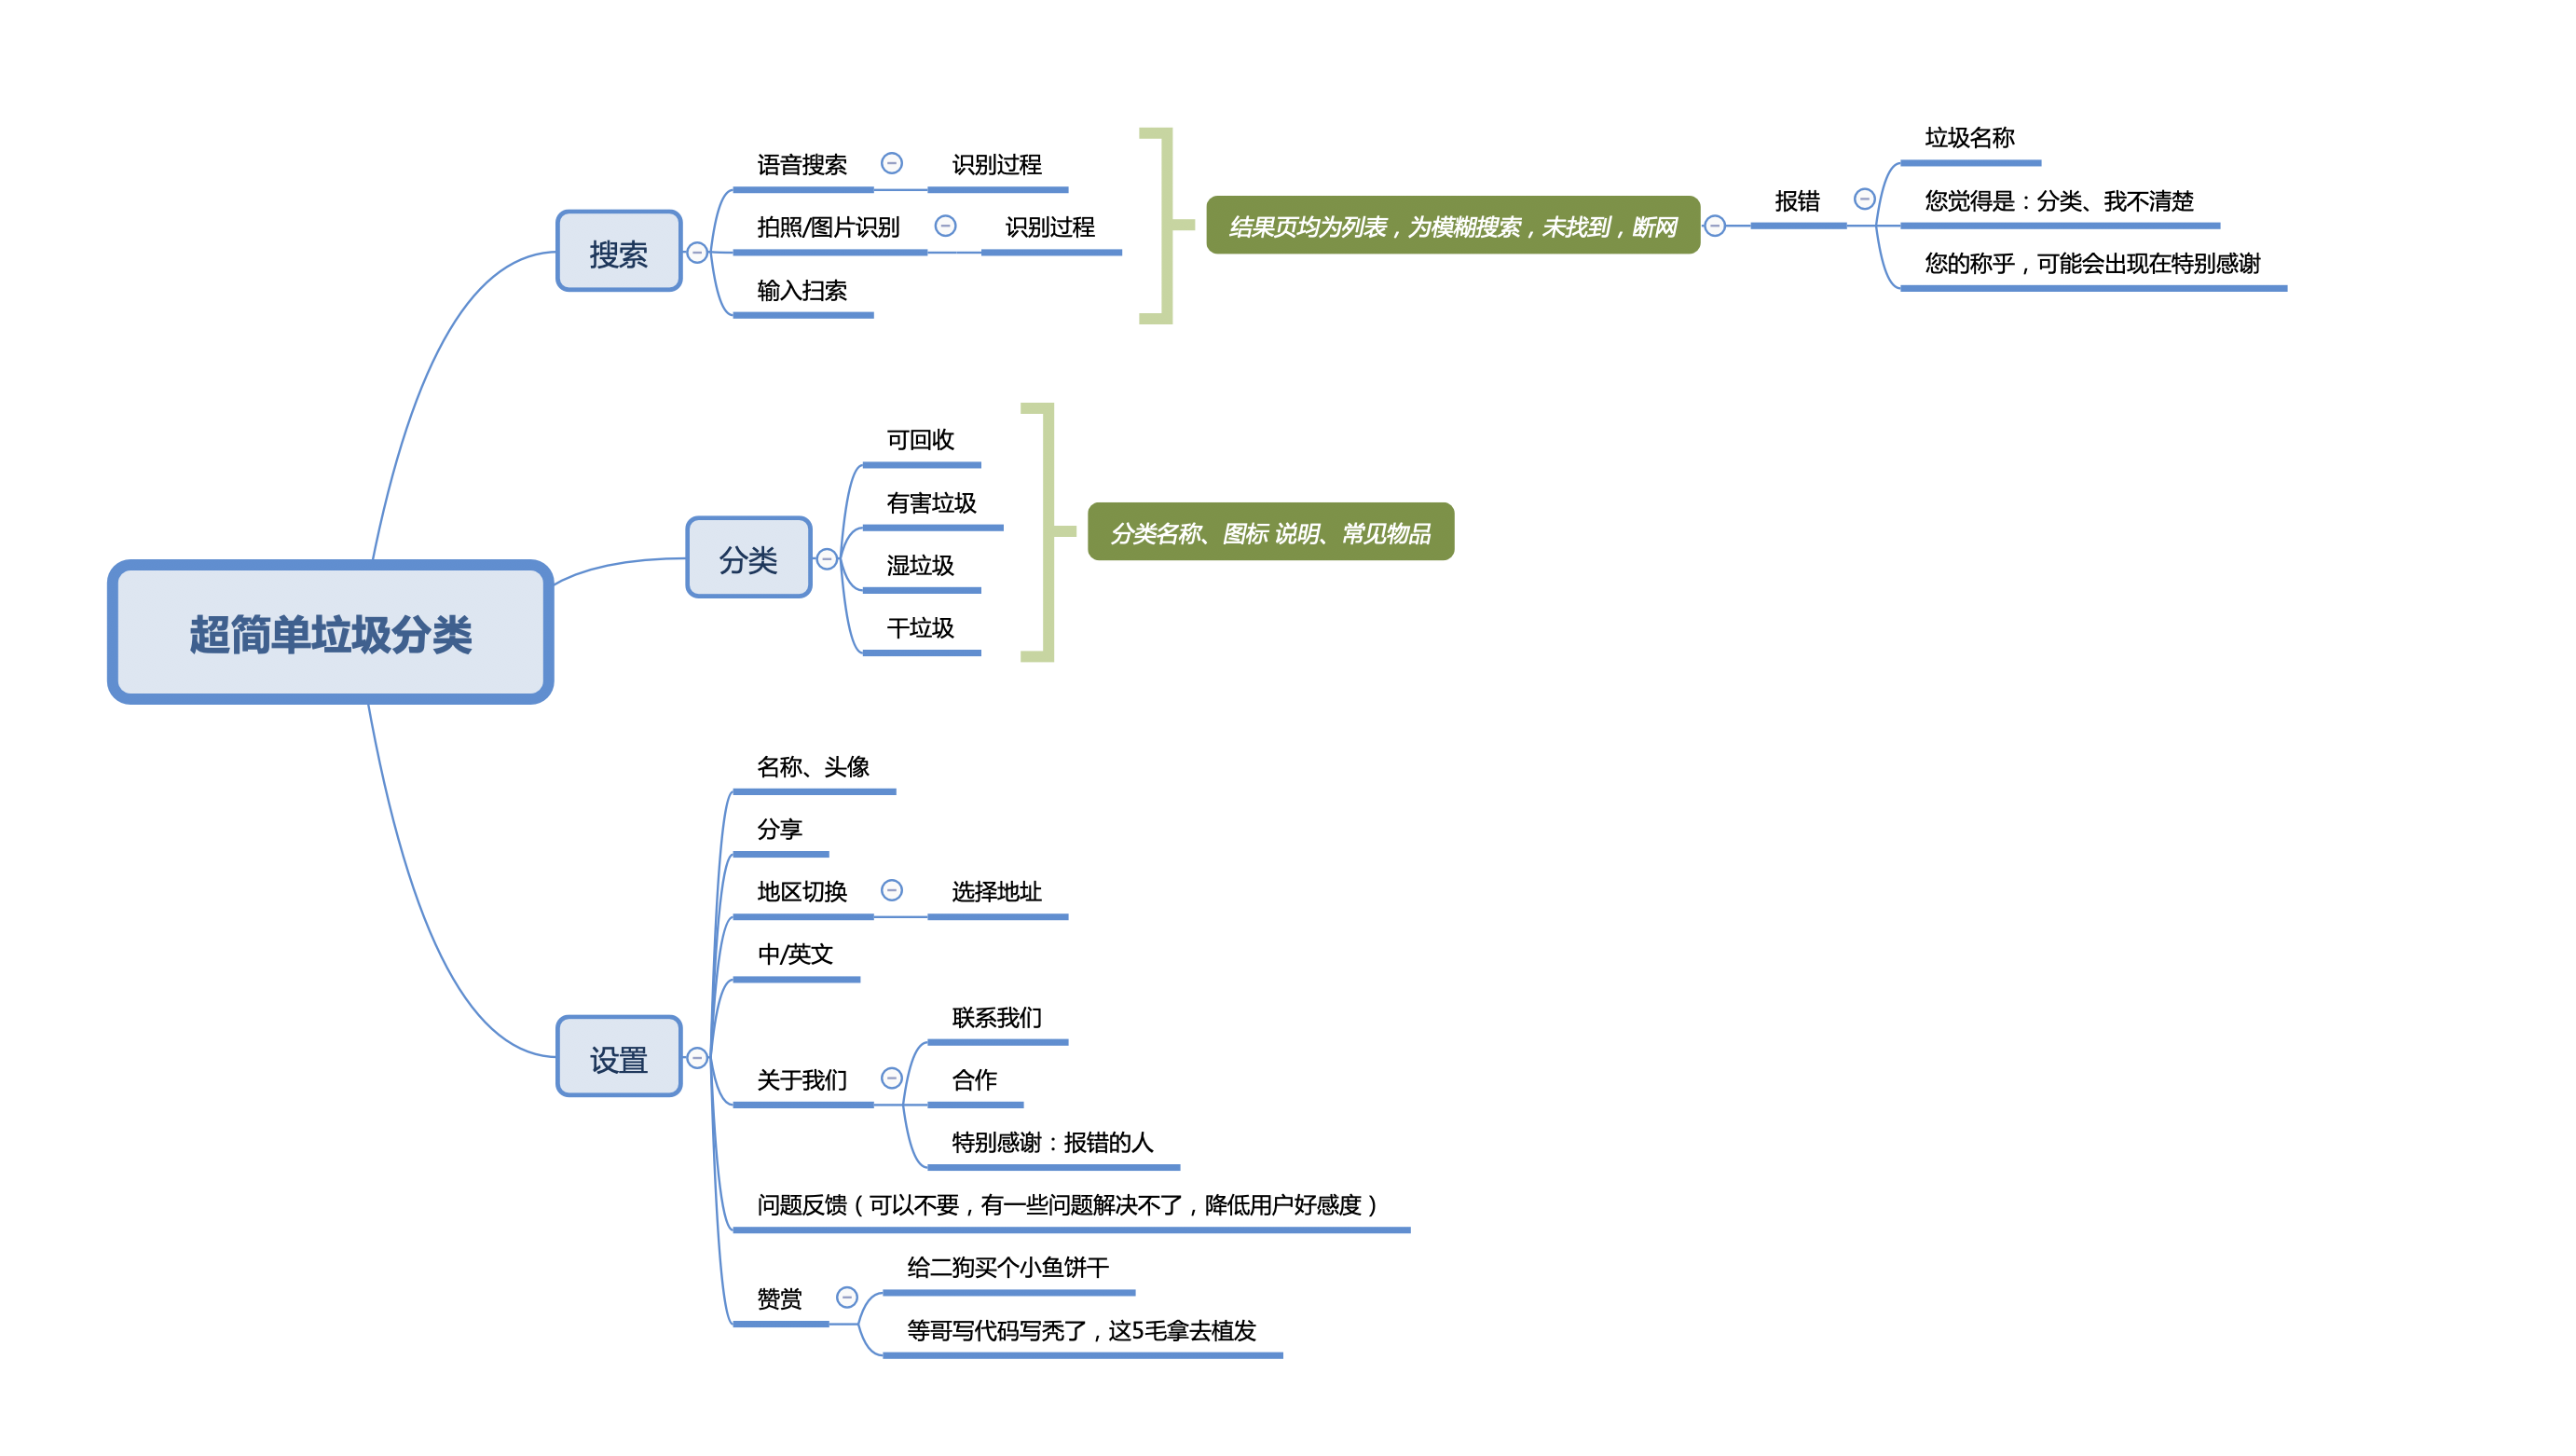 超简单垃圾分类
搜索
语音搜索
识别过程
拍照/图片识别
识别过程
输入扫索
结果页均为列表，为模糊搜索，未找到，断网
报错
垃圾名称
您觉得是：分类、我不清楚
您的称乎，可能会出现在特别感谢
分类
可回收
有害垃圾
湿垃圾
干垃圾
分类名称、图标 说明、常见物品
设置
名称、头像
分享
地区切换
选择地址
中/英文
关于我们
联系我们
合作
特别感谢：报错的人
问题反馈（可以不要，有一些问题解决不了，降低用户好感度）
赞赏
给二狗买个小鱼饼干
等哥写代码写秃了，这5毛拿去植发